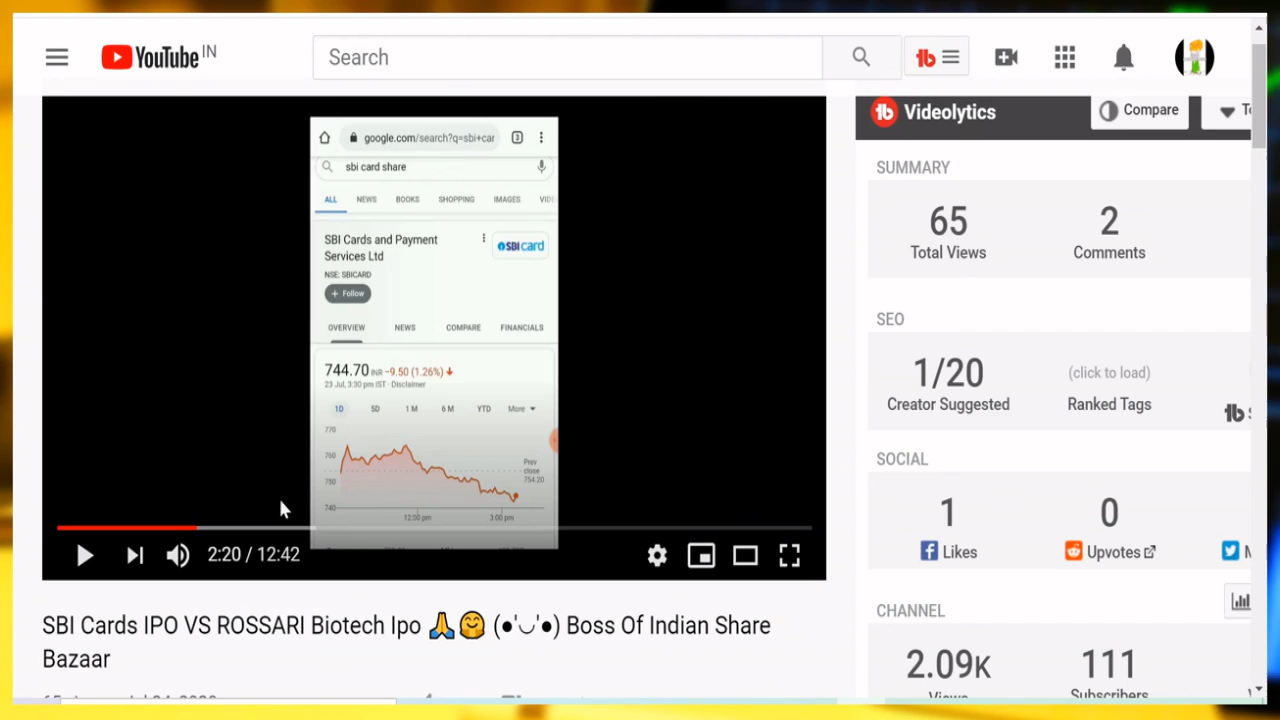 YouTube IN
Search
google.com/search?q=sbi+car
3
sbi card share
ALL NEWS BOOKS SHOPPING IMAGES VID
SBI Cards and Payment
Services Ltd
SBI card
NSE: SBICARD
+ Follow
OVERVIEW NEWS COMPARE FINANCIALS
744.70 INR −9.50 (1.26%)
23 Jul, 3:30 pm IST · Disclaimer
1D 5D 1 M 6 M YTD More
770
760
750
740
Prev
close
754.20
12:00 pm 3:00 pm
2:20 / 12:42
SBI Cards IPO VS ROSSARI Biotech Ipo 🙏🤗 (●'◡'●) Boss Of Indian Share
Bazaar
Videolytics
Compare
SUMMARY
65 2
Total Views Comments
SEO
1/20 (click to load)
Creator Suggested Ranked Tags
SOCIAL
1 0
Likes Upvotes
CHANNEL
2.09K 111
Views Subscribers